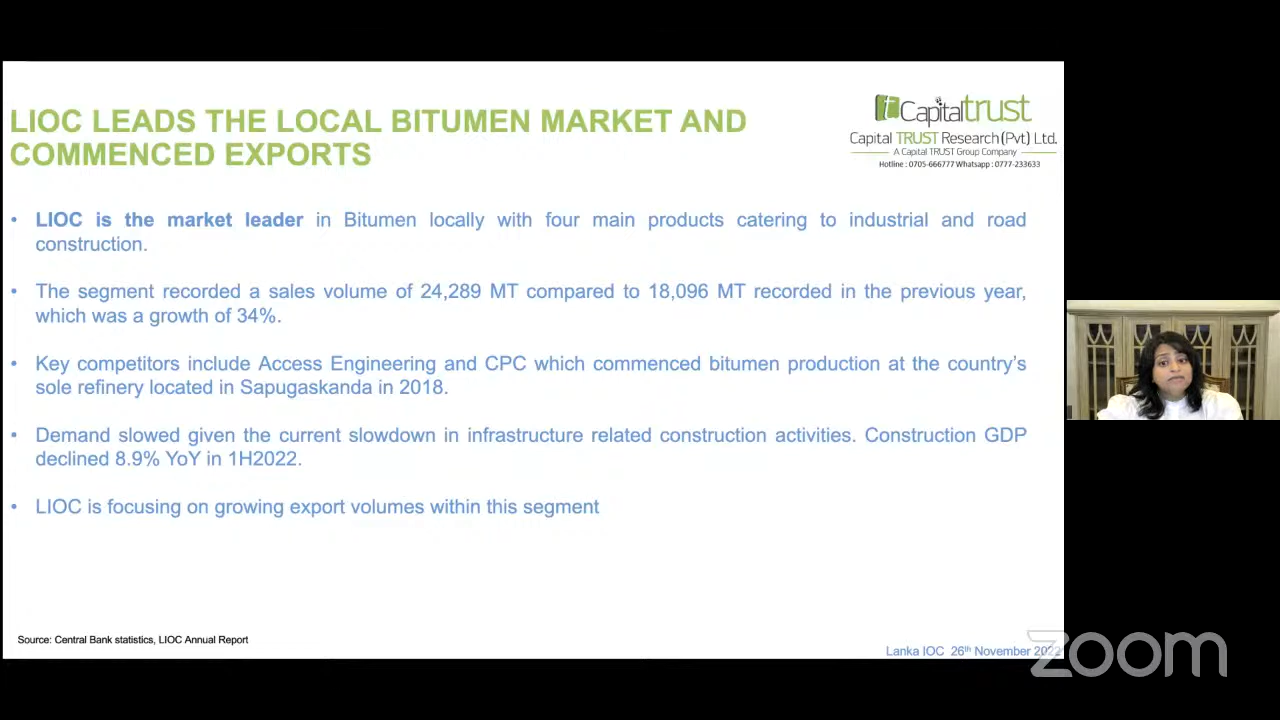 LIOC LEADS THE LOCAL BITUMEN MARKET AND
COMMENCED EXPORTS
Capitaltrust
Capital TRUST Research (Pvt) Ltd.
A Capital TRUST Group Company
Hotline : 0705-666777 Whatsapp : 0777-233633
• LIOC is the market leader in Bitumen locally with four main products catering to industrial and road
construction.
• The segment recorded a sales volume of 24,289 MT compared to 18,096 MT recorded in the previous year,
which was a growth of 34%.
• Key competitors include Access Engineering and CPC which commenced bitumen production at the country's
sole refinery located in Sapugaskanda in 2018.
• Demand slowed given the current slowdown in infrastructure related construction activities. Construction GDP
declined 8.9% YoY in 1H2022.
• LIOC is focusing on growing export volumes within this segment
Source: Central Bank statistics, LIOC Annual Report
Lanka IOC 26th November 2022
zoom